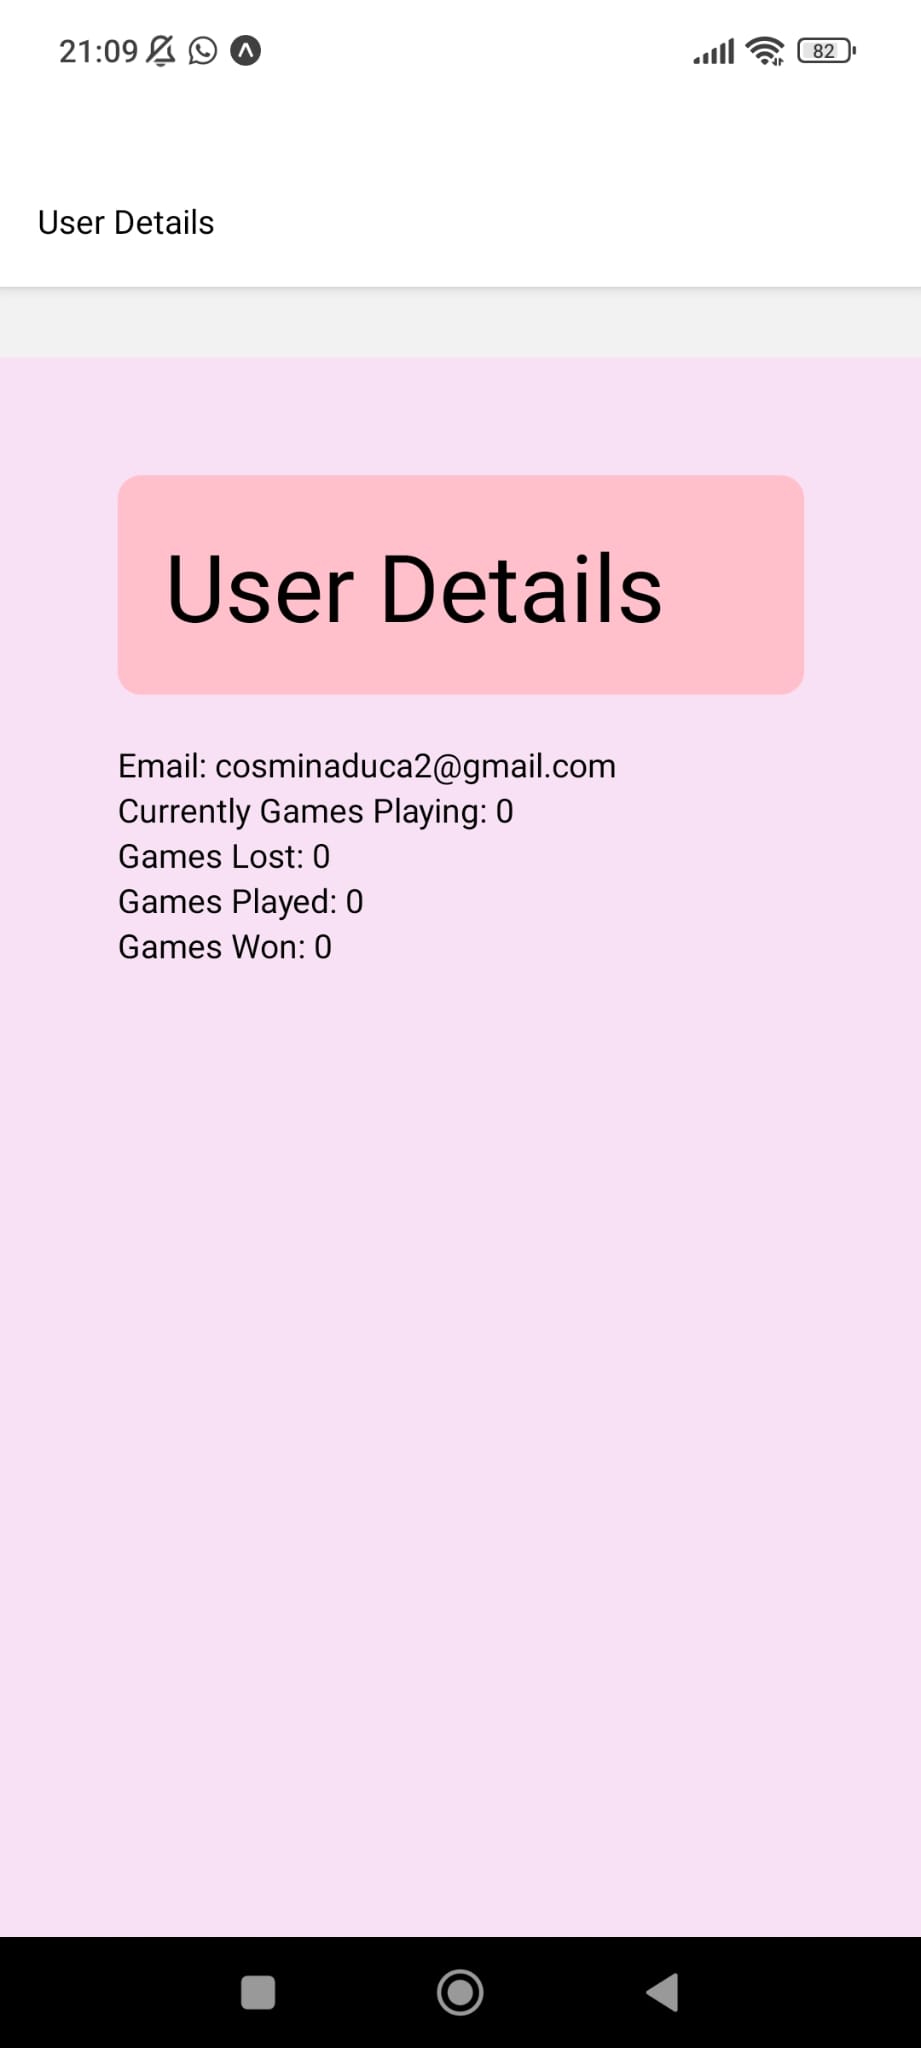 21:09
82
User Details
User Details
Email: cosminaduca2@gmail.com
Currently Games Playing: 0
Games Lost: 0
Games Played: 0
Games Won: 0